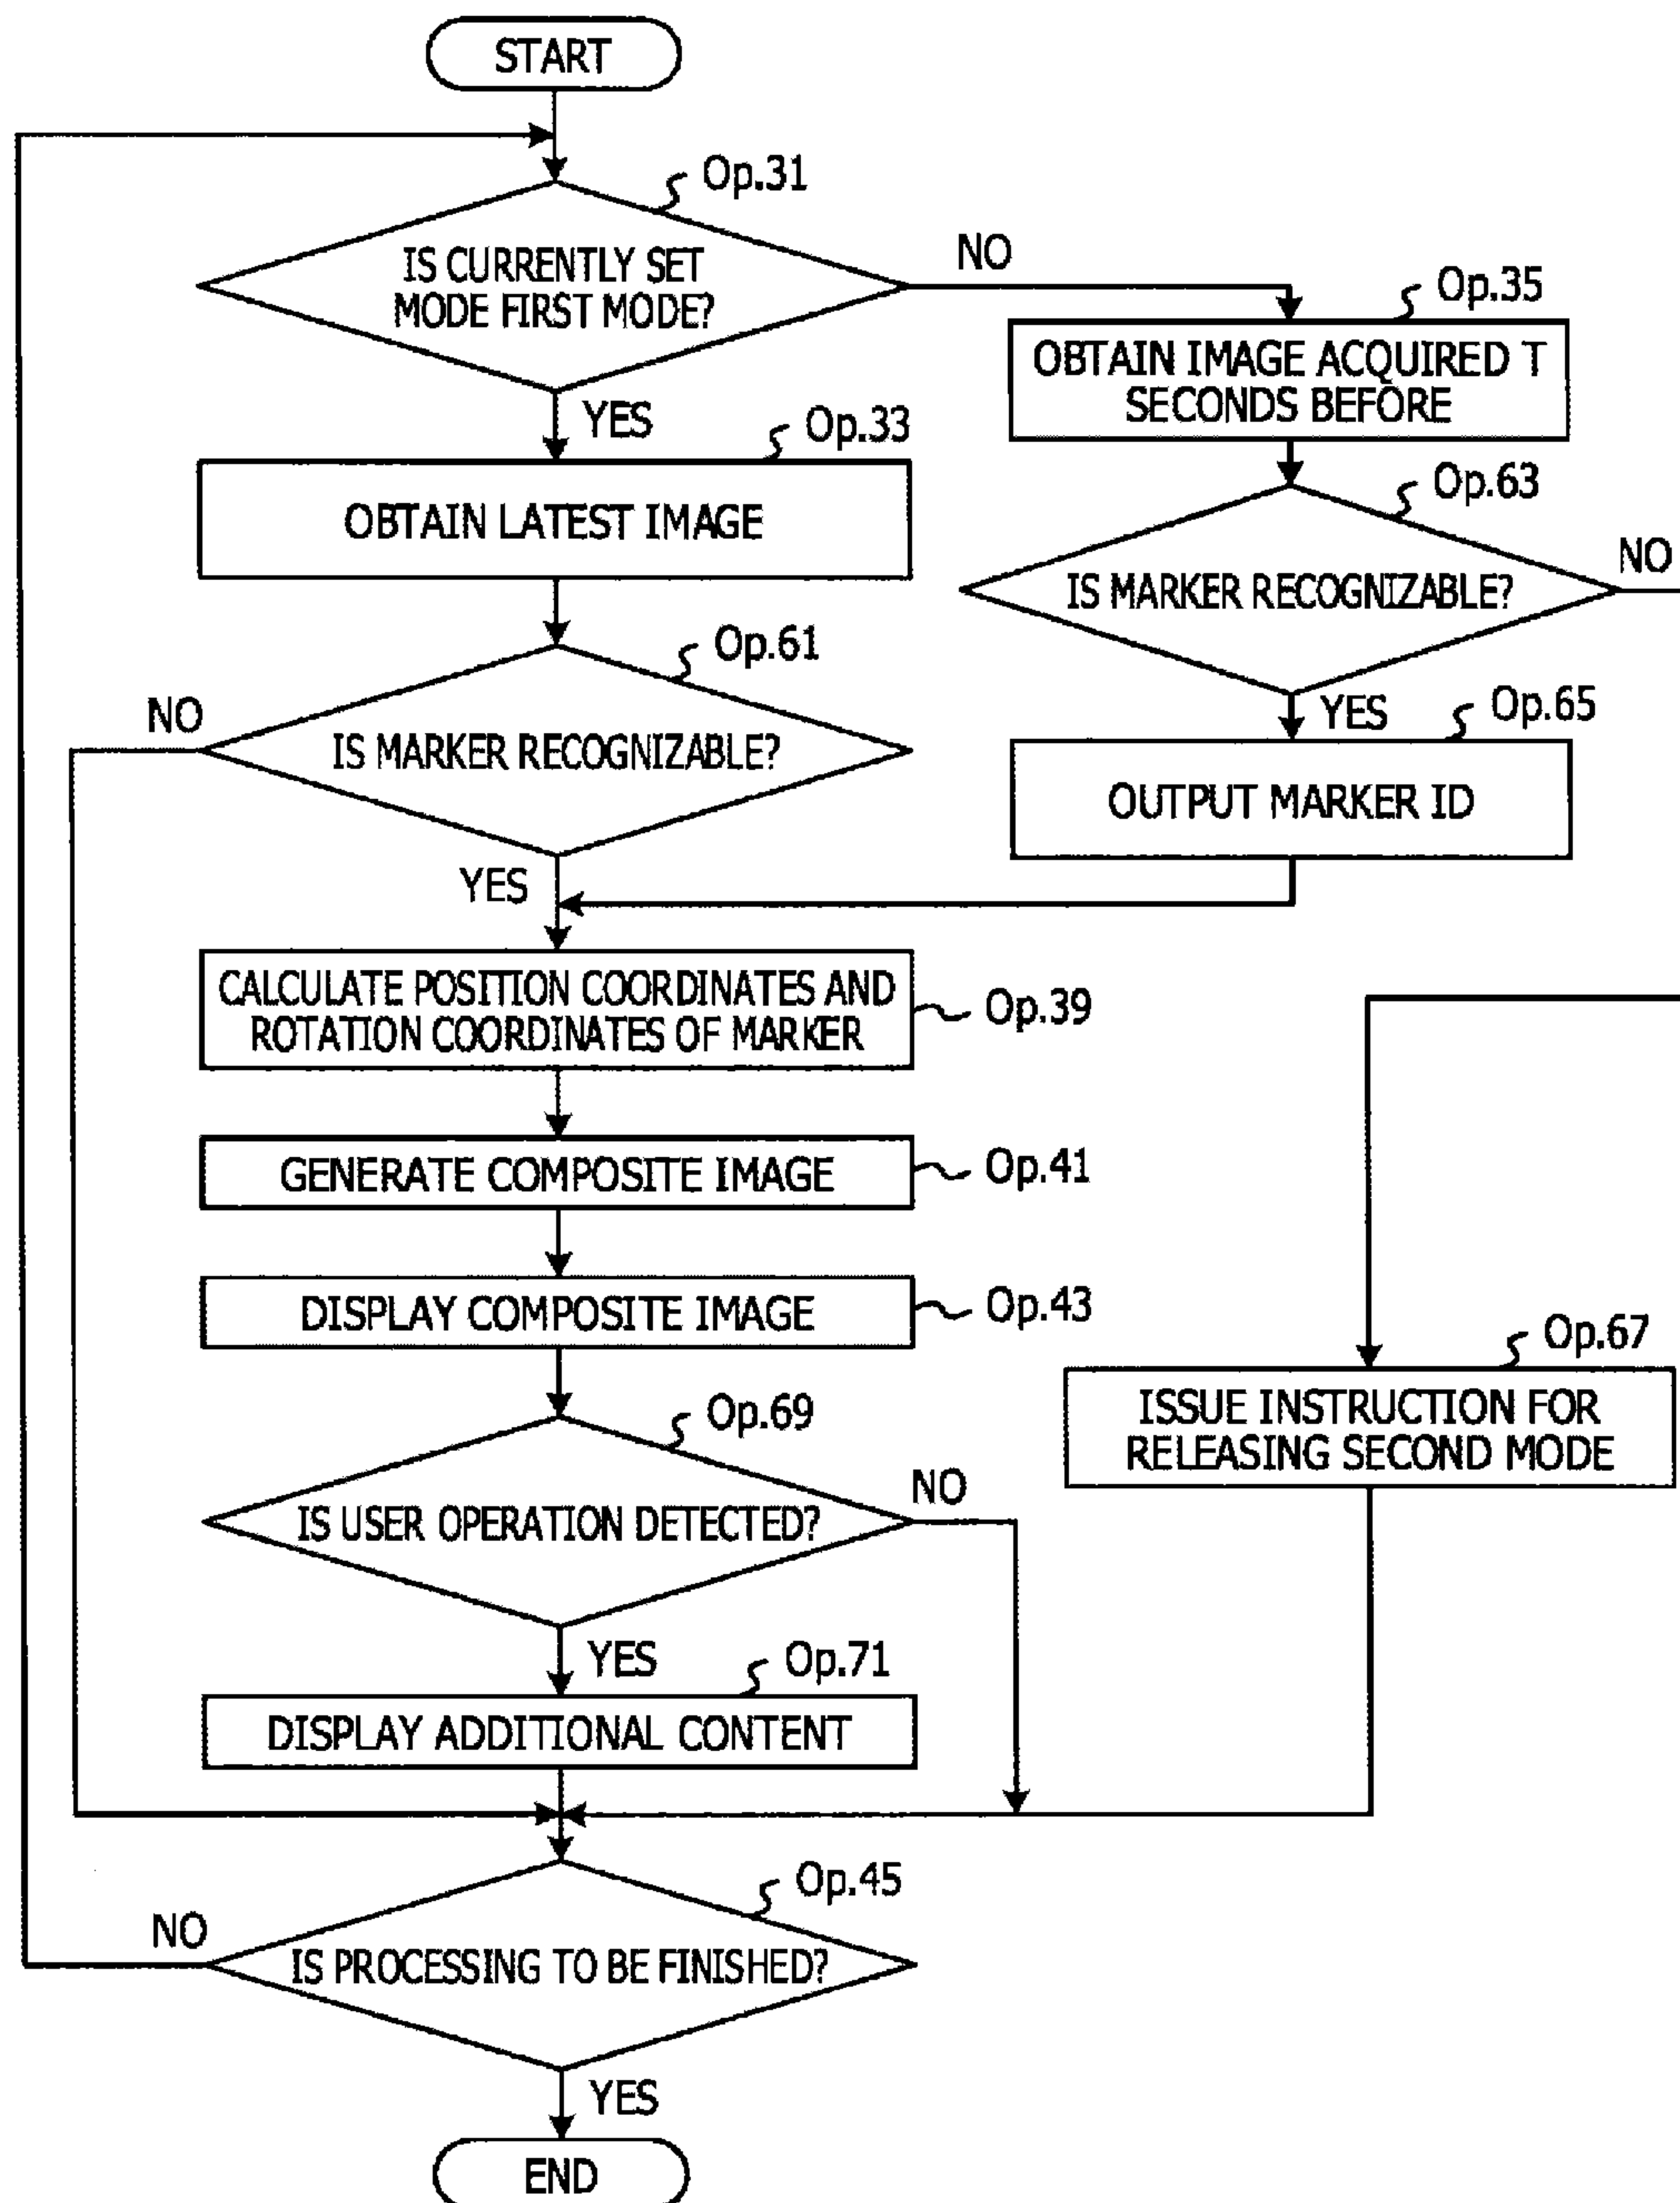 START
Op.31
IS CURRENTLY SET
MODE FIRST MODE?
NO
YES
Op.35
OBTAIN IMAGE ACQUIRED T
SECONDS BEFORE
Op.33
OBTAIN LATEST IMAGE
Op.63
IS MARKER RECOGNIZABLE?
NO
YES
Op.61
IS MARKER RECOGNIZABLE?
NO
YES
Op.65
OUTPUT MARKER ID
CALCULATE POSITION COORDINATES AND
ROTATION COORDINATES OF MARKER
Op.39
GENERATE COMPOSITE IMAGE
Op.41
DISPLAY COMPOSITE IMAGE
Op.43
Op.67
ISSUE INSTRUCTION FOR
RELEASING SECOND MODE
Op.69
IS USER OPERATION DETECTED?
NO
YES
Op.71
DISPLAY ADDITIONAL CONTENT
Op.45
IS PROCESSING TO BE FINISHED?
NO
YES
END